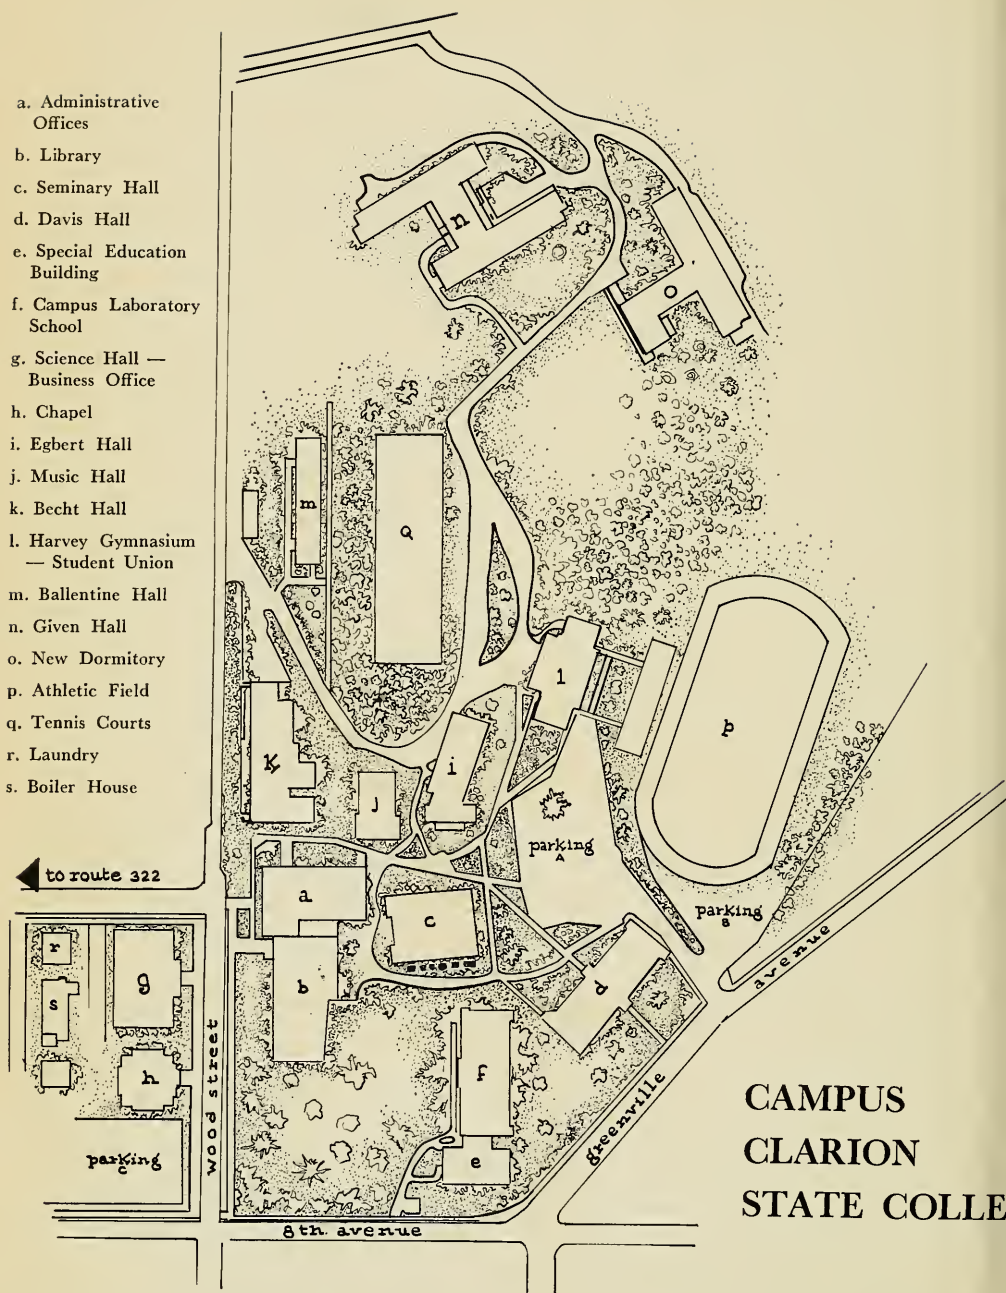 a. Administrative
Offices
b. Library
c. Seminary Hall
d. Davis Hall
e. Special Education
Building
f. Campus Laboratory
School
g. Science Hall —
Business Office
h. Chapel
i. Egbert Hall
j. Music Hall
k. Becht Hall
l. Harvey Gymnasium
— Student Union
m. Ballentine Hall
n. Given Hall
o. New Dormitory
p. Athletic Field
q. Tennis Courts
r. Laundry
s. Boiler House
n
o
m
Q
l
p
K
i
j
parking
A
to route 322
a
c
parking
B
avenue
r
g
s
b
d
h
f
wood street
greenville
parking
C
e
8th. avenue
CAMPUS
CLARION
STATE COLLE